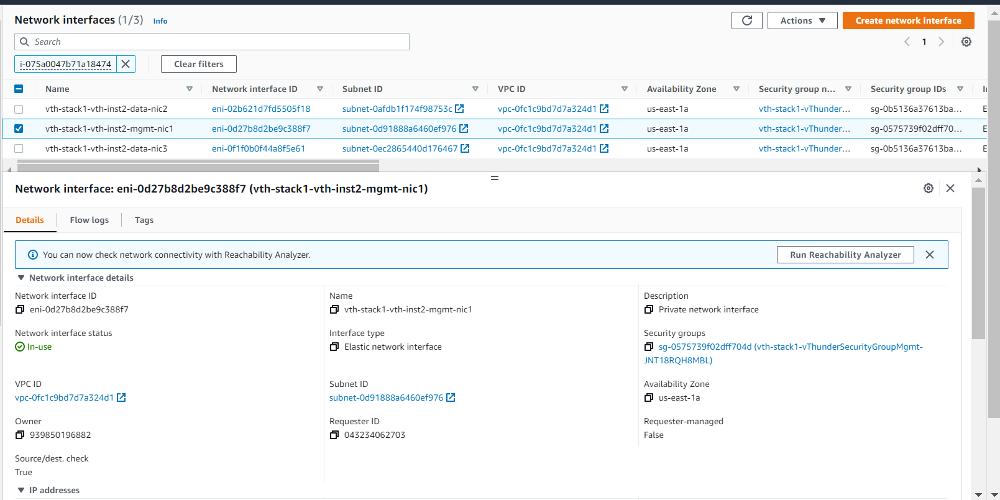 Network interfaces (1/3) Info
Actions
Create network interface
Search
1
i-075a0047b71a18474
Clear filters
Name Network interface ID Subnet ID VPC ID Availability Zone Security group n... Security group IDs
vth-stack1-vth-inst2-data-nic2 eni-02b621d7fd5505f18 subnet-0afdb1f174f98753c vpc-0fc1c9bd7d7a324d1 us-east-1a vth-stack1-vThunder... sg-0b5136a37613ba... E
vth-stack1-vth-inst2-mgmt-nic1 eni-0d27b8d2be9c388f7 subnet-0d91888a6460ef976 vpc-0fc1c9bd7d7a324d1 us-east-1a vth-stack1-vThunder... sg-0575739f02dff70... E
vth-stack1-vth-inst2-data-nic3 eni-0f1f0b0f44a8f5e61 subnet-0ec2865440d176467 vpc-0fc1c9bd7d7a324d1 us-east-1a vth-stack1-vThunder... sg-0b5136a37613ba... E
Network interface: eni-0d27b8d2be9c388f7 (vth-stack1-vth-inst2-mgmt-nic1)
Details Flow logs Tags
You can now check network connectivity with Reachability Analyzer.
Run Reachability Analyzer
Network interface details
Network interface ID
eni-0d27b8d2be9c388f7
Name
vth-stack1-vth-inst2-mgmt-nic1
Description
Private network interface
Network interface status
In-use
Interface type
Elastic network interface
Security groups
sg-0575739f02dff704d (vth-stack1-vThunderSecurityGroupMgmt-
JNT18RQH8MBL)
VPC ID
vpc-0fc1c9bd7d7a324d1
Subnet ID
subnet-0d91888a6460ef976
Availability Zone
us-east-1a
Owner
939850196882
Requester ID
043234062703
Requester-managed
False
Source/dest. check
True
IP addresses